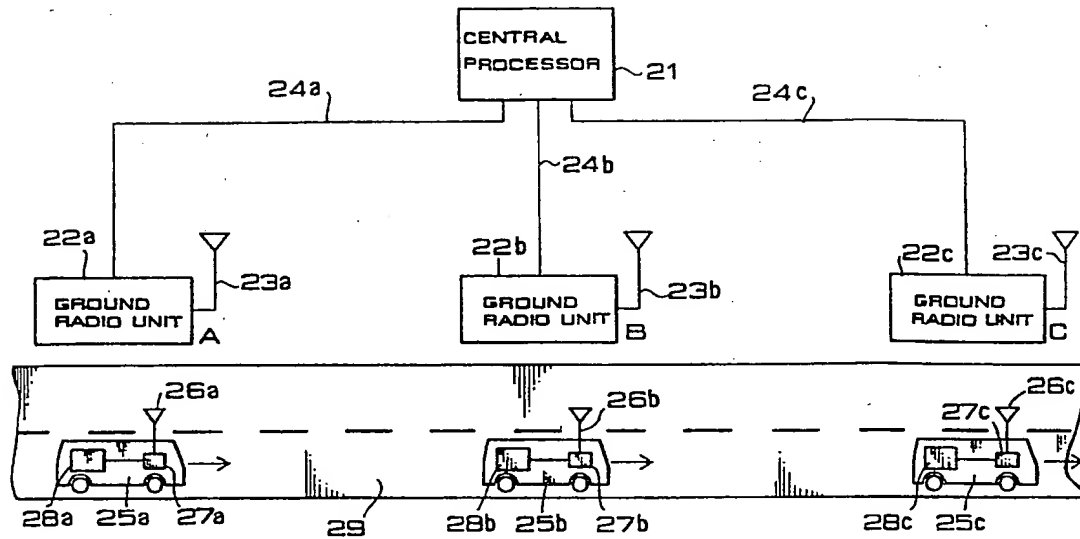 CENTRAL
PROCESSOR
21
24a
24c
24b
22a
23a
22b
23b
22c
23c
GROUND
RADIO UNIT
A
GROUND
RADIO UNIT
B
GROUND
RADIO UNIT
C
26a
26b
27c
26c
28a
25a
27a
29
28b
25b
27b
28c
25c